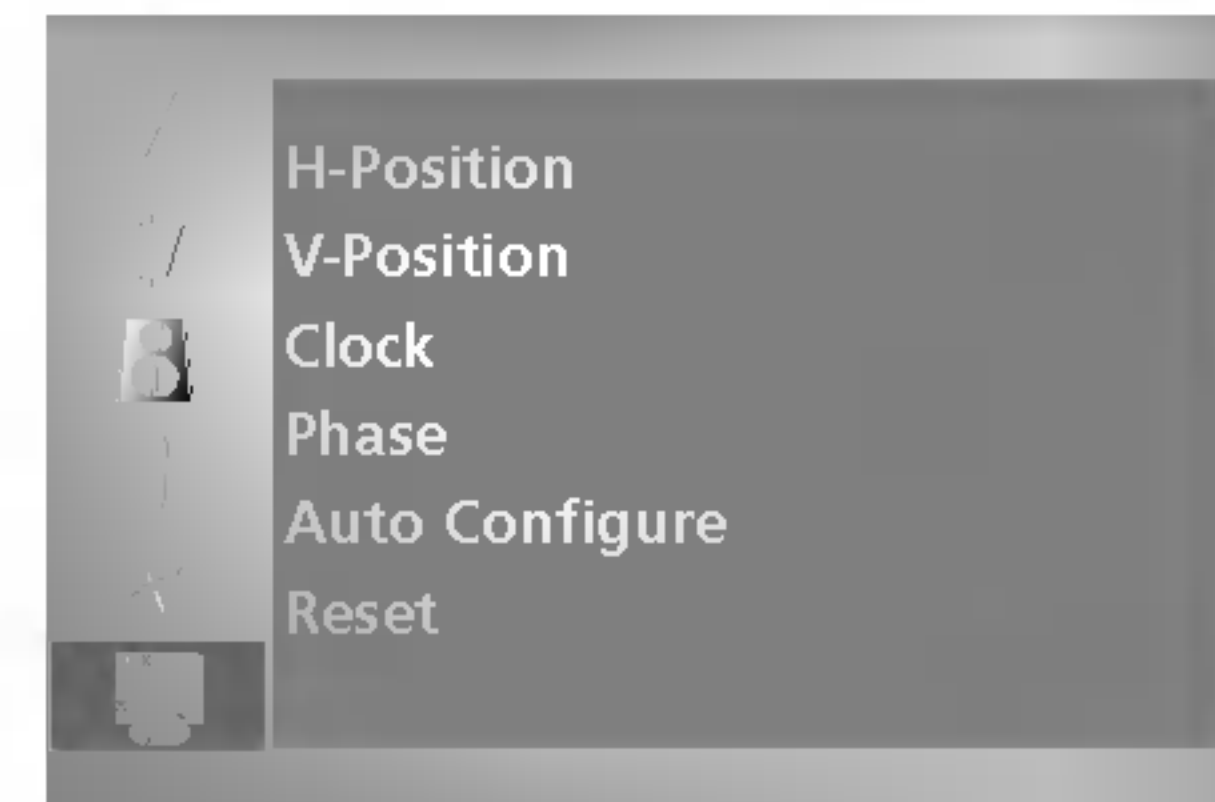 H-Position
V-Position
Clock
Phase
Auto Configure
Reset